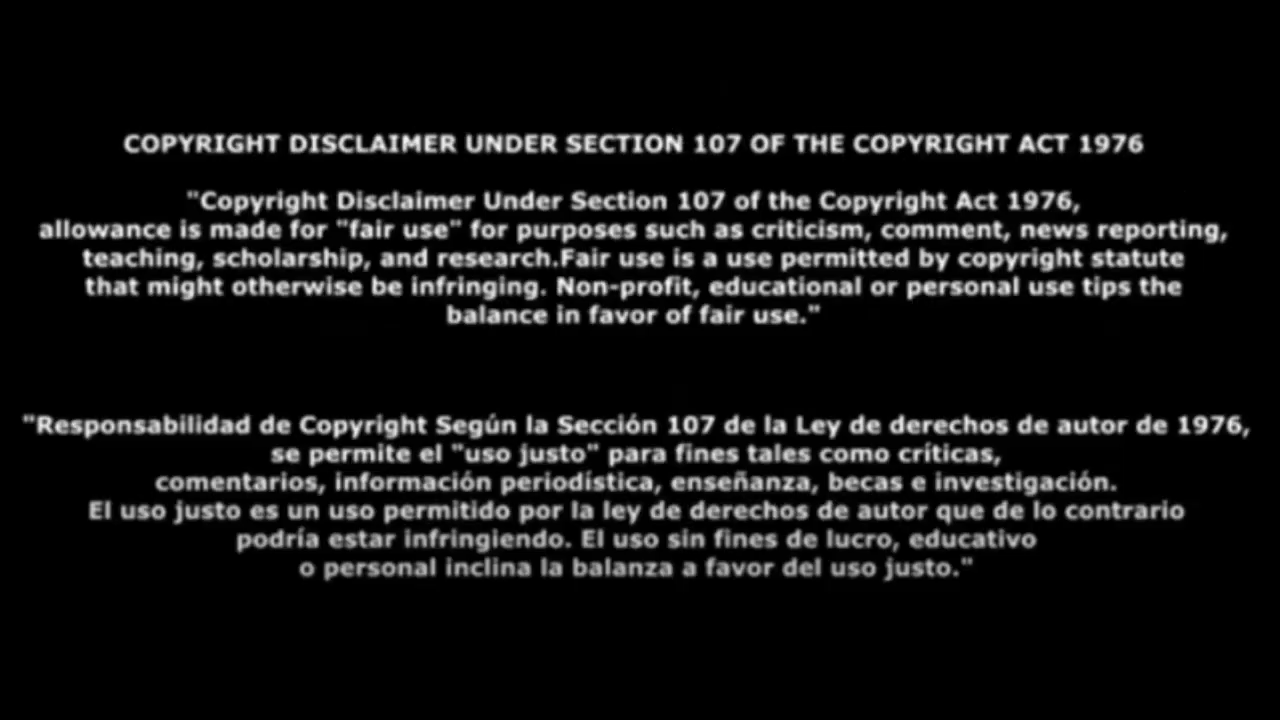 COPYRIGHT DISCLAIMER UNDER SECTION 107 OF THE COPYRIGHT ACT 1976
"Copyright Disclaimer Under Section 107 of the Copyright Act 1976,
allowance is made for "fair use" for purposes such as criticism, comment, news reporting,
teaching, scholarship, and research.Fair use is a use permitted by copyright statute
that might otherwise be infringing. Non-profit, educational or personal use tips the
balance in favor of fair use."
"Responsabilidad de Copyright Según la Sección 107 de la Ley de derechos de autor de 1976,
se permite el "uso justo" para fines tales como críticas,
comentarios, información periodística, enseñanza, becas e investigación.
El uso justo es un uso permitido por la ley de derechos de autor que de lo contrario
podría estar infringiendo. El uso sin fines de lucro, educativo
o personal inclina la balanza a favor del uso justo."